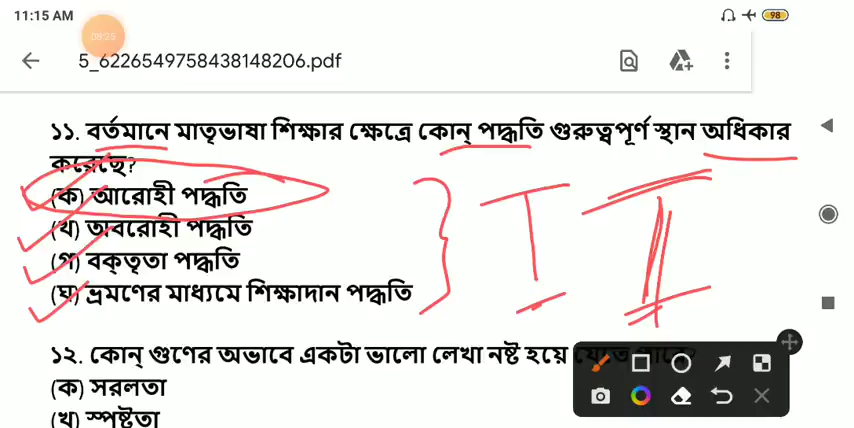 11:15 AM
98
5_6226549758438148206.pdf
১১. বর্তমানে মাতৃভাষা শিক্ষার ক্ষেত্রে কোন্ পদ্ধতি গুরুত্বপূর্ণ স্থান অধিকার
করেছে?
(ক) আরোহী পদ্ধতি
(খ) অবরোহী পদ্ধতি
(গ) বক্তৃতা পদ্ধতি
(ঘ) ভ্রমণের মাধ্যমে শিক্ষাদান পদ্ধতি
I I
১২. কোন্ গুণের অভাবে একটা ভালো লেখা নষ্ট হয়ে যেতে পারে?
(ক) সরলতা
(খ) স্পষ্টতা